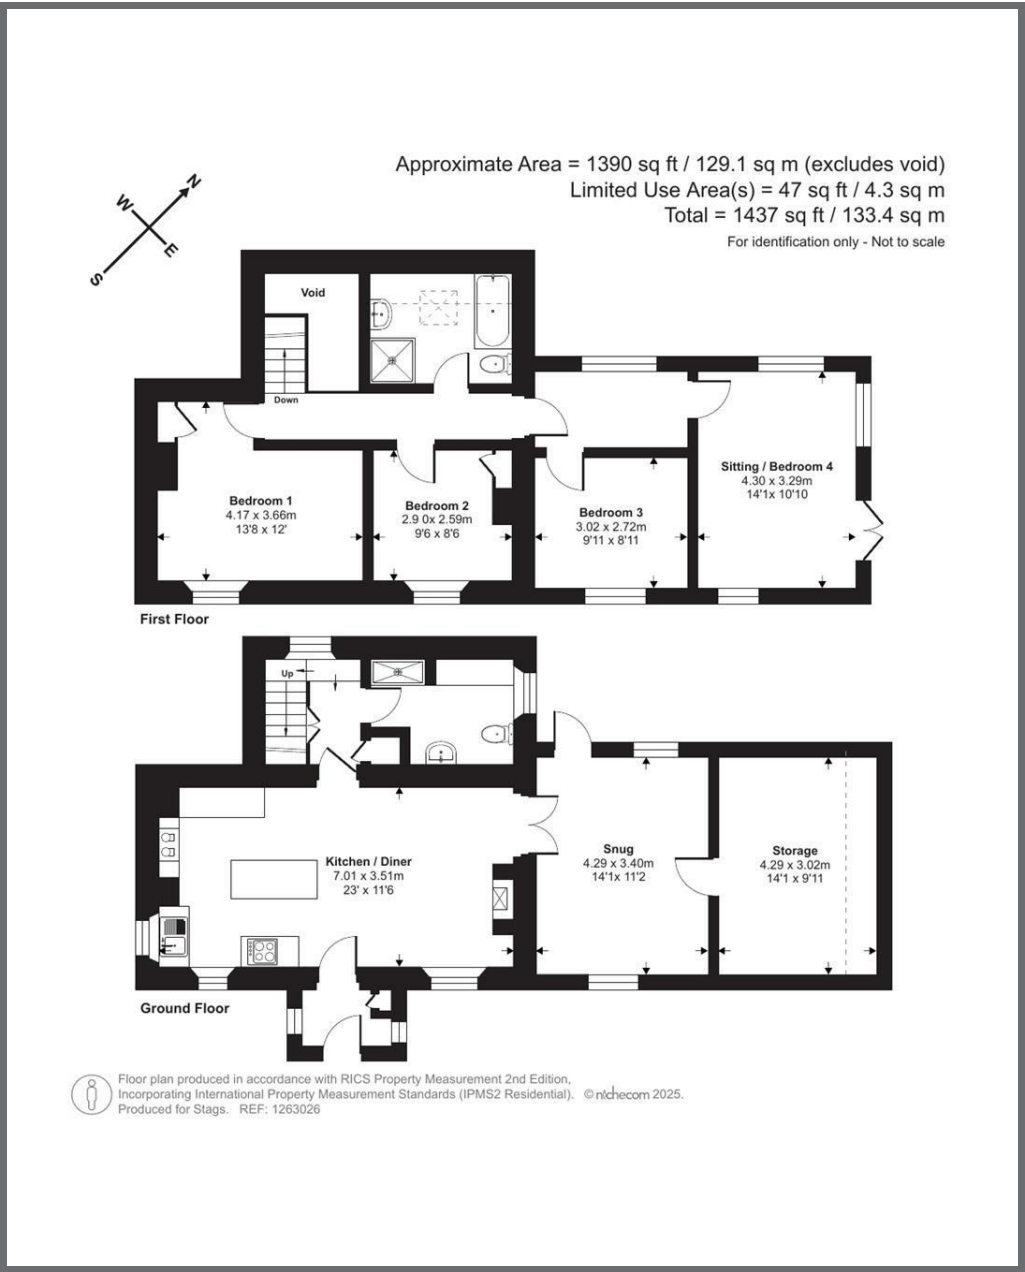 Approximate Area = 1390 sq ft / 129.1 sq m (excludes void)
Limited Use Area(s) = 47 sq ft / 4.3 sq m
Total = 1437 sq ft / 133.4 sq m
For identification only - Not to scale
N
W
E
S
Void
Down
Bedroom 1
4.17 x 3.66m
13'8 x 12'
Bedroom 2
2.9 0x 2.59m
9'6 x 8'6
Bedroom 3
3.02 x 2.72m
9'11 x 8'11
Sitting / Bedroom 4
4.30 x 3.29m
14'1x 10'10
First Floor
Up
Kitchen / Diner
7.01 x 3.51m
23' x 11'6
Snug
4.29 x 3.40m
14'1x 11'2
Storage
4.29 x 3.02m
14'1 x 9'11
Ground Floor
Floor plan produced in accordance with RICS Property Measurement 2nd Edition,
Incorporating International Property Measurement Standards (IPMS2 Residential). © nichecom 2025.
Produced for Stags. REF: 1263026